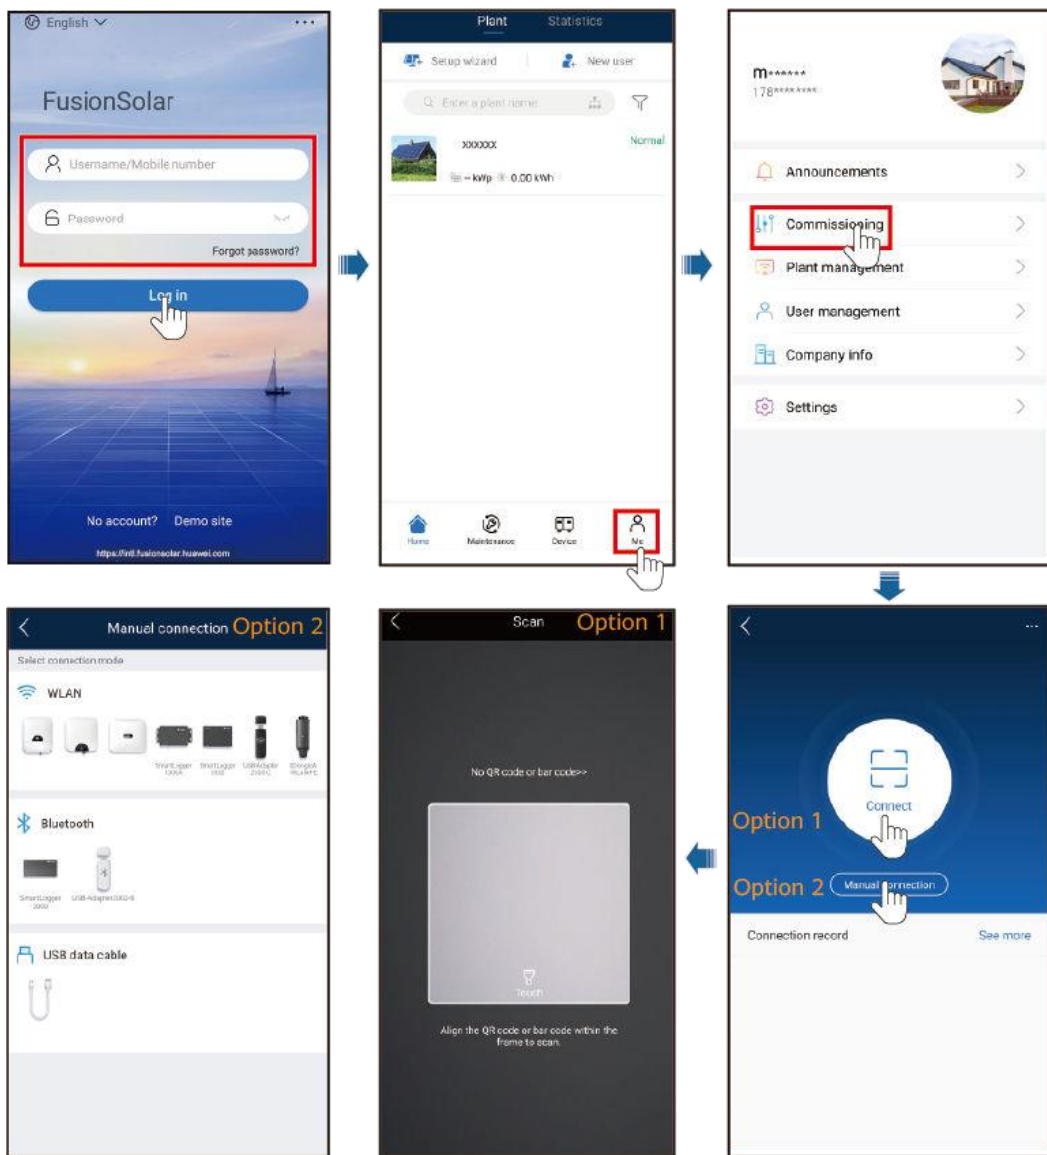 English
...
FusionSolar
Username/Mobile number
Password
Forgot password?
Log in
No account? Demo site
https://intl.fusionsolar.huawei.com
Plant Statistics
Setup wizard New user
Enter a plant name
xxxxxx Normal
-- kWp 0.00 kWh
Home Maintenance Device Me
m******
178********
Announcements
Commissioning
Plant management
User management
Company info
Settings
...
Connect
Option 1
Option 2 Manual connection
Connection record See more
Scan Option 1
No QR code or bar code>>
Touch
Align the QR code or bar code within the
frame to scan.
Manual connection Option 2
Select connection mode
WLAN
SmartLogger SmartLogger USB-Adapter
Bluetooth
SmartLogger USB-Adapter2000-B
USB data cable